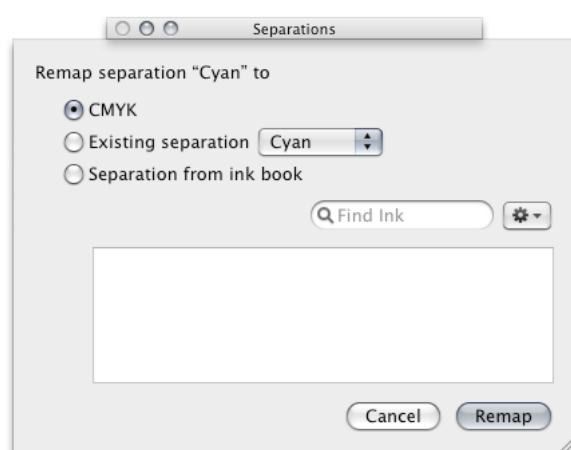 Separations
Remap separation “Cyan” to
CMYK
Existing separation Cyan
Separation from ink book
Find Ink
Cancel Remap